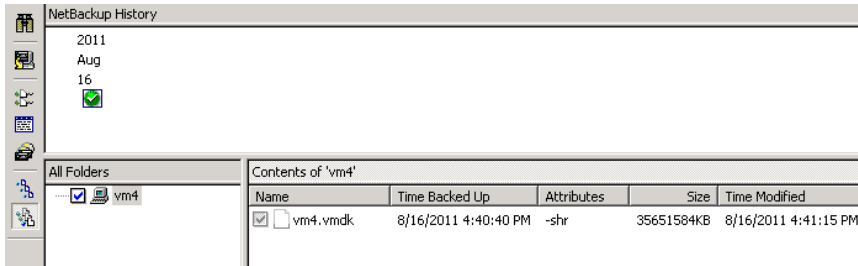 NetBackup History
2011
Aug
16
All Folders
Contents of 'vm4'
vm4
Name Time Backed Up Attributes Size Time Modified
vm4.vmdk 8/16/2011 4:40:40 PM -shr 35651584KB 8/16/2011 4:41:15 PM